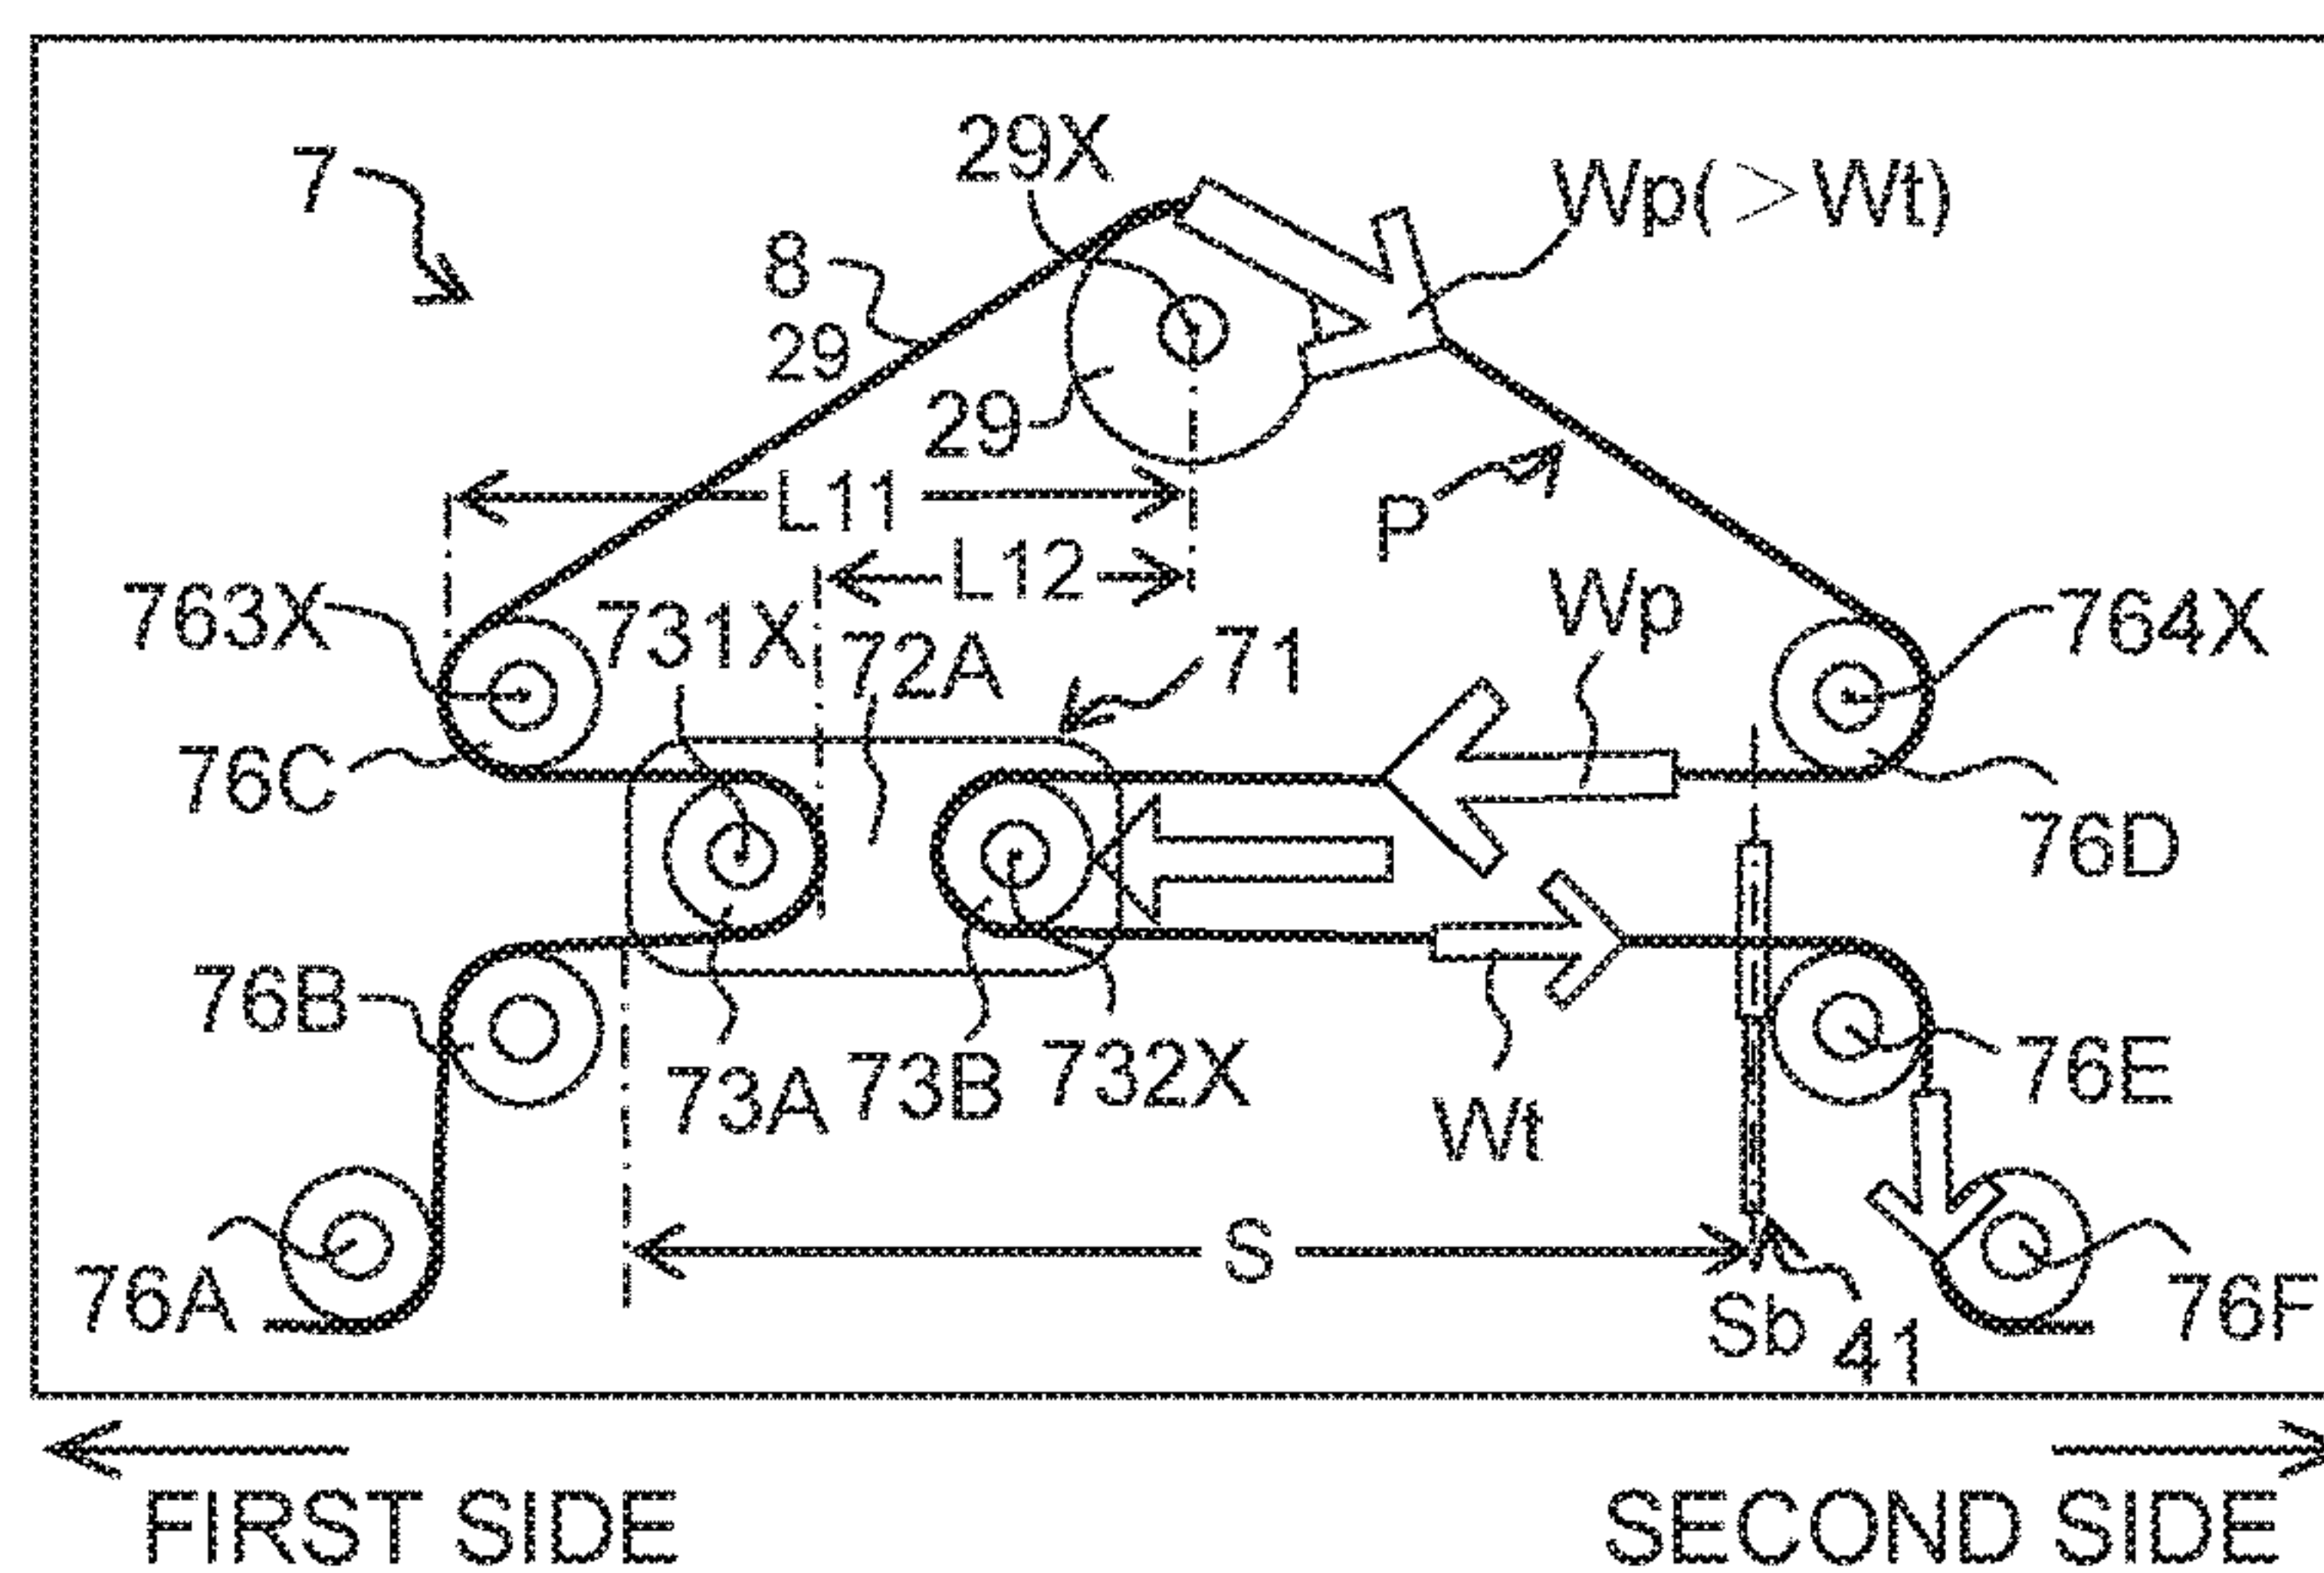 29X
7
Wp(>Wt)
8
29
29
L11
P
L12
Wp
763X
731X
72A
71
764X
76C
76D
76B
73A
73B
732X
76E
Wt
S
76A
Sb
41
76F
FIRST SIDE
SECOND SIDE